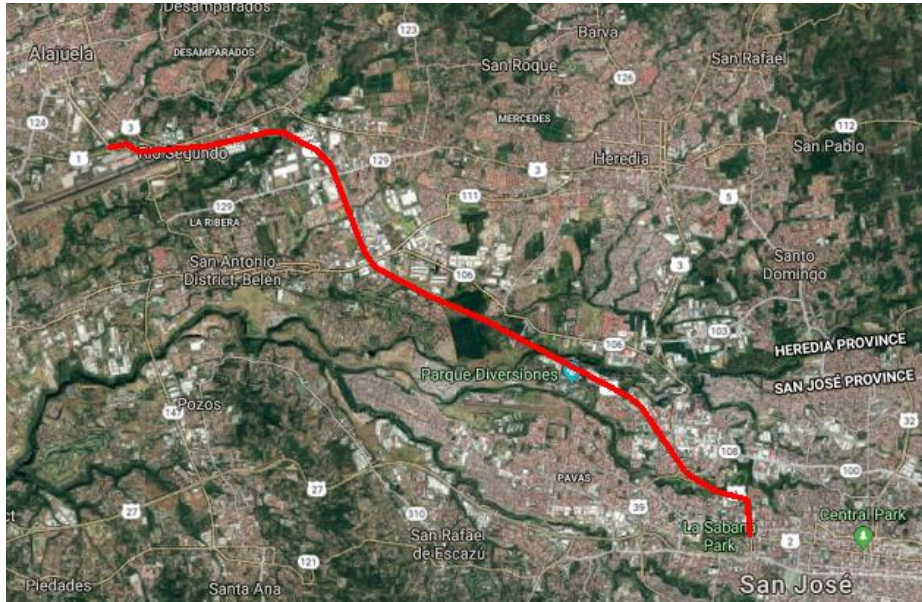 Desamparados
123
Barva
Alajuela
DESAMPARADOS
San Rafael
San Roque
126
124
3
MERCEDES
112
1
Río Segundo
129
3
Heredia
San Pablo
111
5
129
LA RIBERA
San Antonio
District, Belén
106
3
Santo
Domingo
103
106
HEREDIA PROVINCE
Parque Diversiones
SAN JOSÉ PROVINCE
Pozos
32
108
100
PAVAS
27
27
39
310
La Sabana
Park
Central Park
2
San Rafael
de Escazú
121
Piedades
Santa Ana
San José